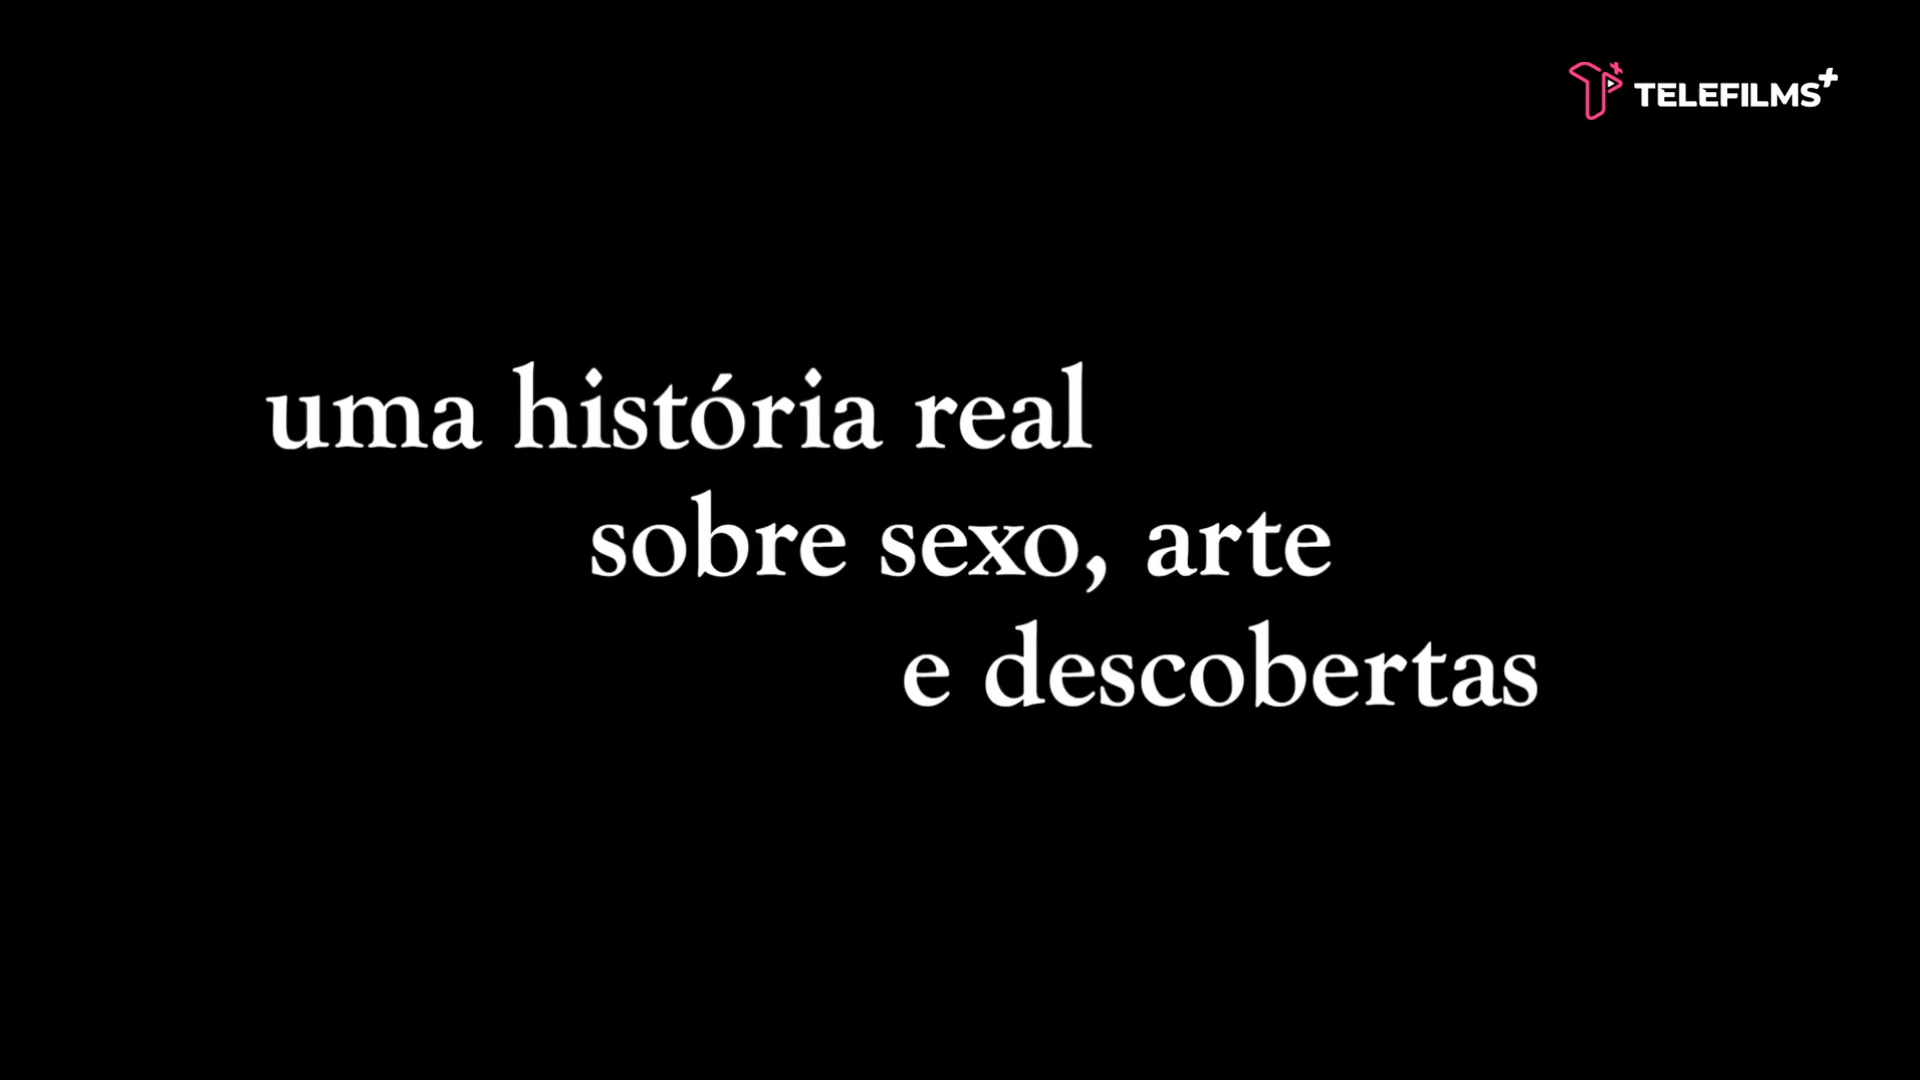 TELEFILMS+
uma história real
sobre sexo, arte
e descobertas